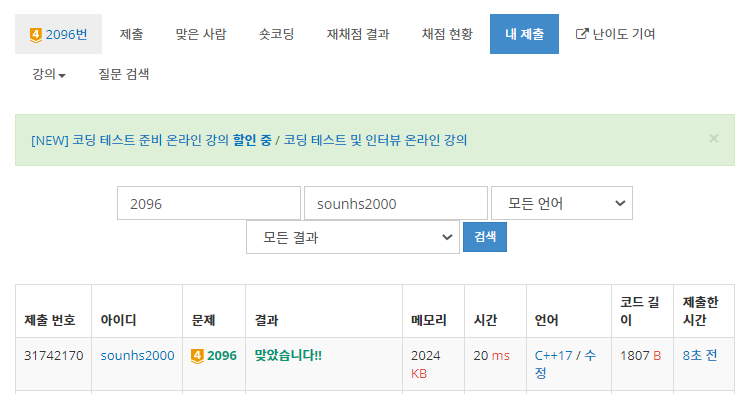 4 2096번 제출 맞은 사람 숏코딩 재채점 결과 채점 현황 내 제출 난이도 기여
강의 질문 검색
[NEW] 코딩 테스트 준비 온라인 강의 할인 중 / 코딩 테스트 및 인터뷰 온라인 강의 ×
2096 sounhs2000 모든 언어
모든 결과 검색
제출 번호 아이디 문제 결과 메모리 시간 언어 코드 길이 제출한 시간
31742170 sounhs2000 4 2096 맞았습니다!! 2024 KB 20 ms C++17 / 수정 1807 B 8초 전